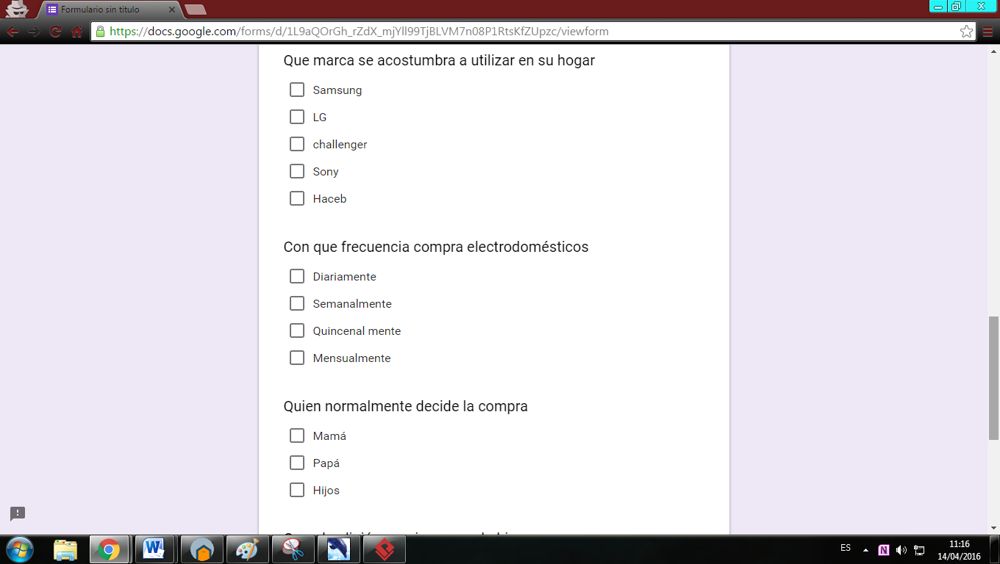 Formulario sin título
https://docs.google.com/forms/d/1L9aQOrGh_rZdX_mjYll99TjBLVM7n08P1RtsKfZUpzc/viewform
Que marca se acostumbra a utilizar en su hogar
Samsung
LG
challenger
Sony
Haceb
Con que frecuencia compra electrodomésticos
Diariamente
Semanalmente
Quincenal mente
Mensualmente
Quien normalmente decide la compra
Mamá
Papá
Hijos
ES
11:16
14/04/2016